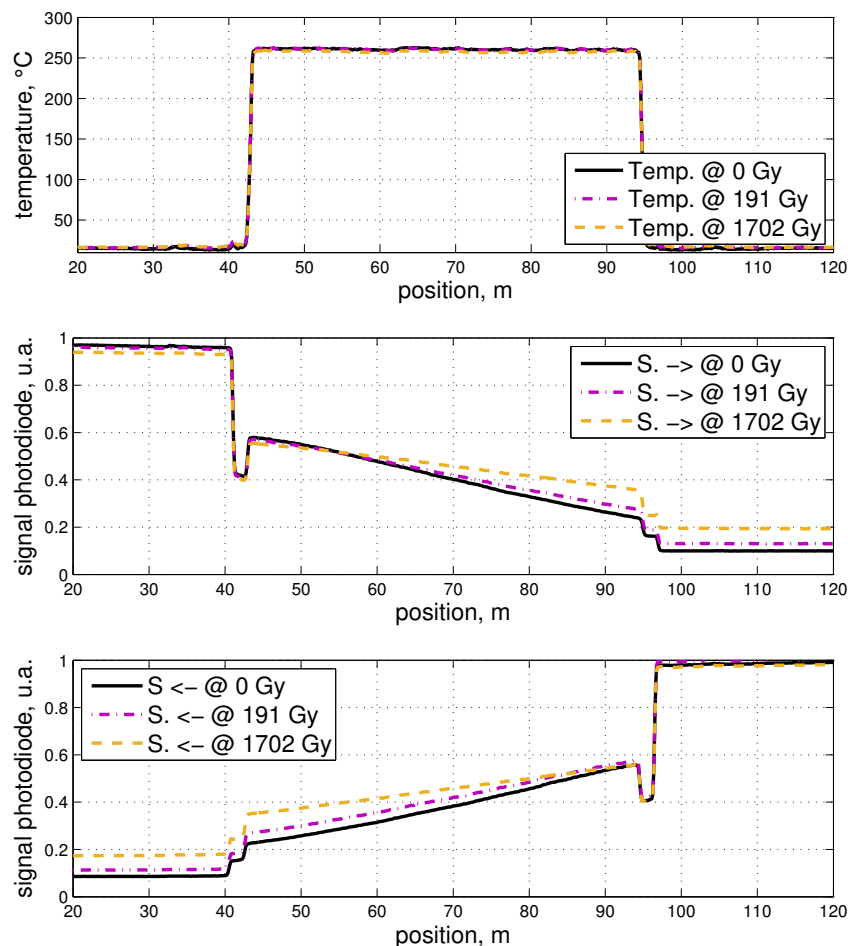 300
250
200
150
100
50
temperature, °C
Temp. @ 0 Gy
Temp. @ 191 Gy
Temp. @ 1702 Gy
20 30 40 50 60 70 80 90 100 110 120
position, m
1
0.8
0.6
0.4
0.2
0
signal photodiode, u.a.
S. −> @ 0 Gy
S. −> @ 191 Gy
S. −> @ 1702 Gy
20 30 40 50 60 70 80 90 100 110 120
position, m
1
0.8
0.6
0.4
0.2
0
signal photodiode, u.a.
S <− @ 0 Gy
S. <− @ 191 Gy
S. <− @ 1702 Gy
20 30 40 50 60 70 80 90 100 110 120
position, m